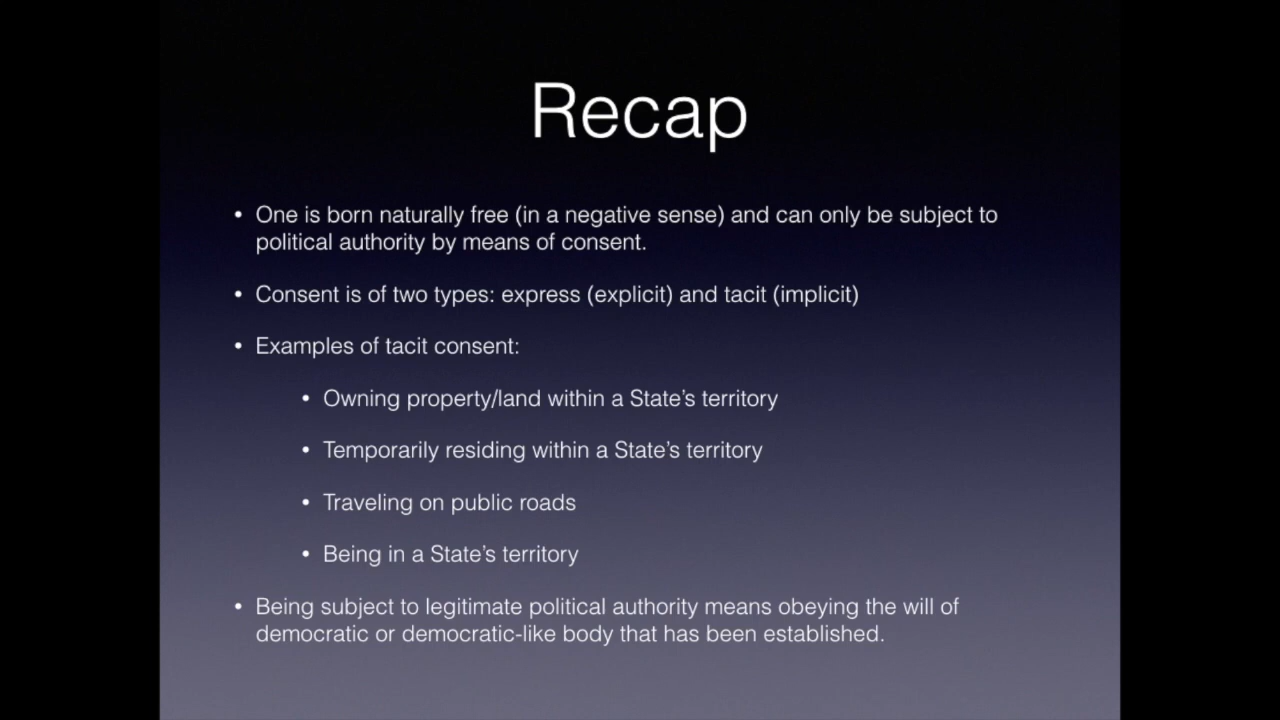 Recap
• One is born naturally free (in a negative sense) and can only be subject to
political authority by means of consent.
• Consent is of two types: express (explicit) and tacit (implicit)
• Examples of tacit consent:
• Owning property/land within a State’s territory
• Temporarily residing within a State’s territory
• Traveling on public roads
• Being in a State’s territory
• Being subject to legitimate political authority means obeying the will of
democratic or democratic-like body that has been established.